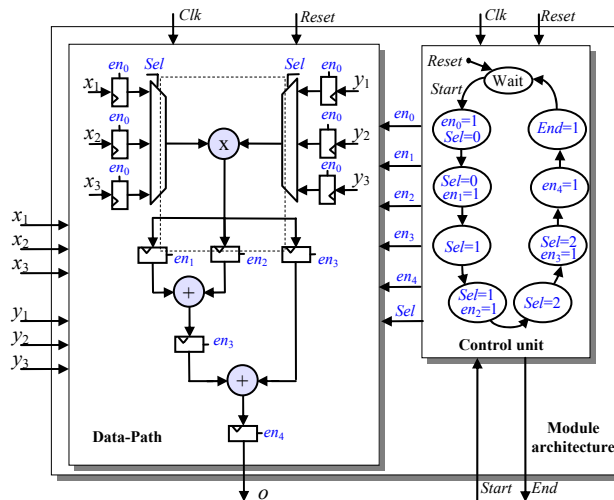 Clk
Reset
Clk
Reset
en0
Sel
Sel
en0
x1
y1
en0
en0
x2
y2
x
en0
en0
x3
y3
en1
en2
en3
+
en3
+
en4
Data-Path
o
x1
x2
x3
y1
y2
y3
en0
en1
en2
en3
en4
Sel
Reset
Wait
Start
en0=1
Sel=0
Sel=0
en1=1
Sel=1
Sel=1
en2=1
Sel=2
Sel=2
en3=1
en4=1
End=1
Control unit
Module
architecture
Start
End